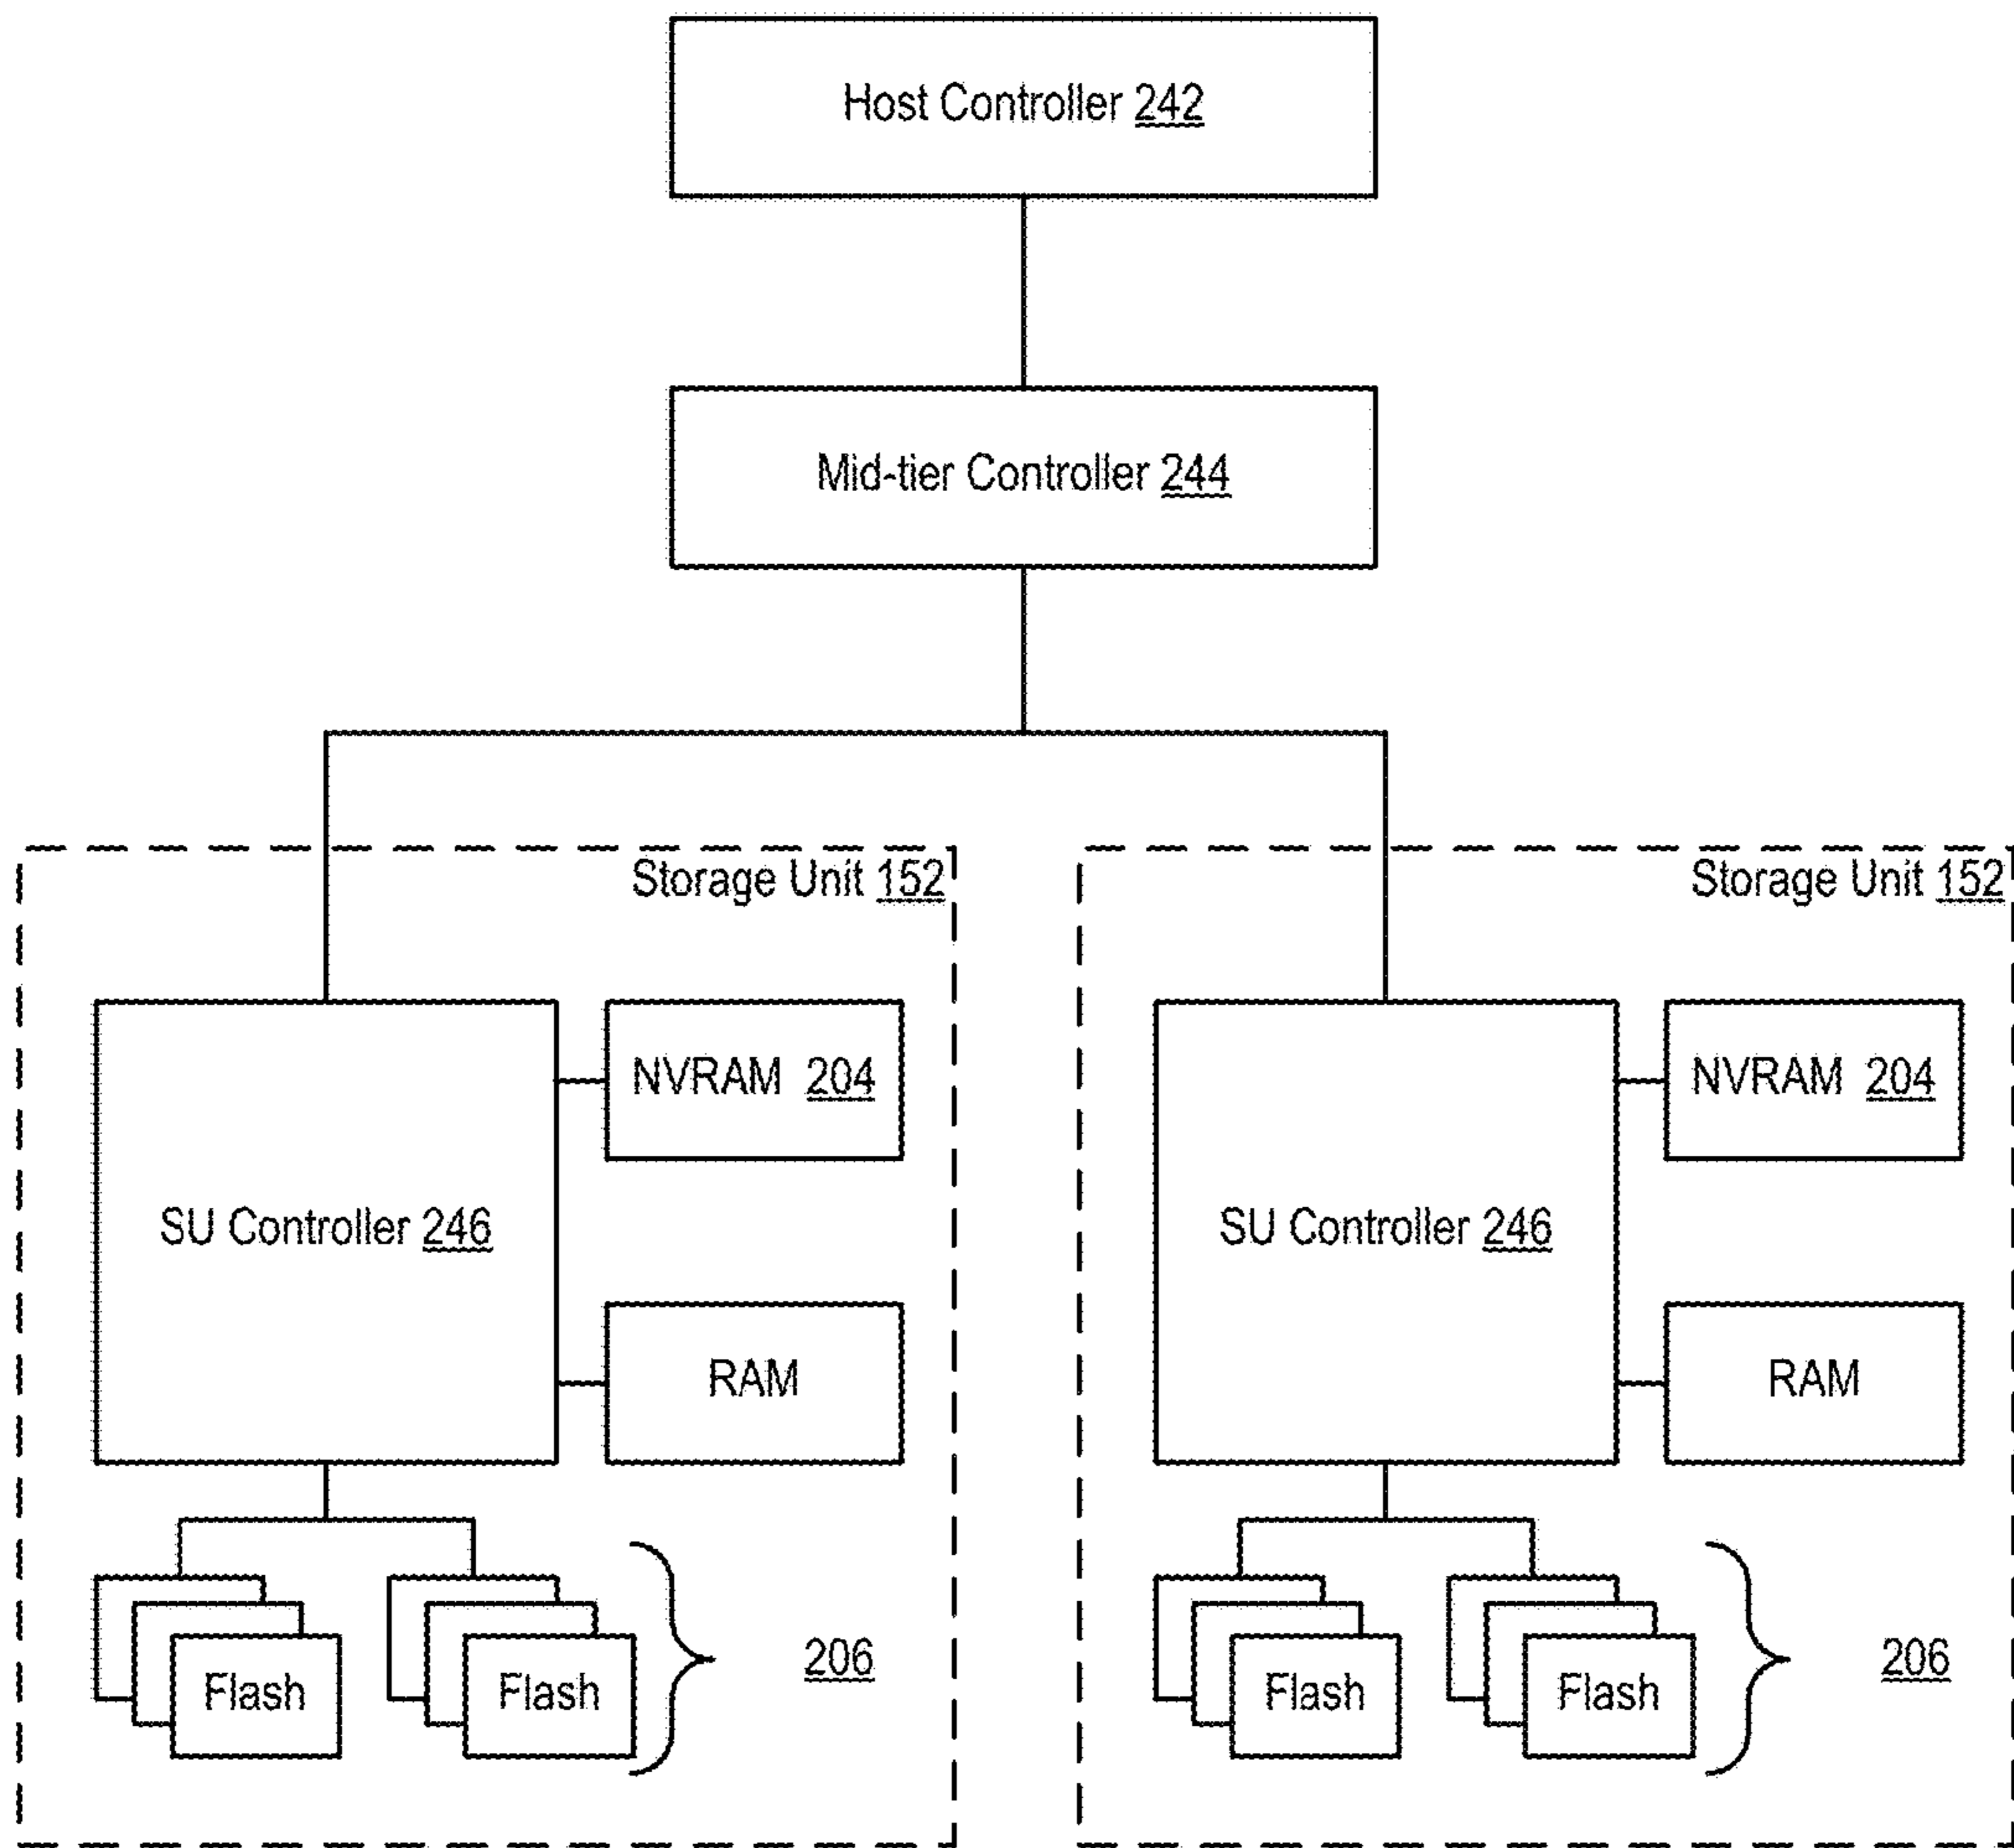 Host Controller 242
Mid-tier Controller 244
Storage Unit 152
Storage Unit 152
NVRAM 204
NVRAM 204
SU Controller 246
SU Controller 246
RAM
RAM
Flash
Flash
206
Flash
Flash
206